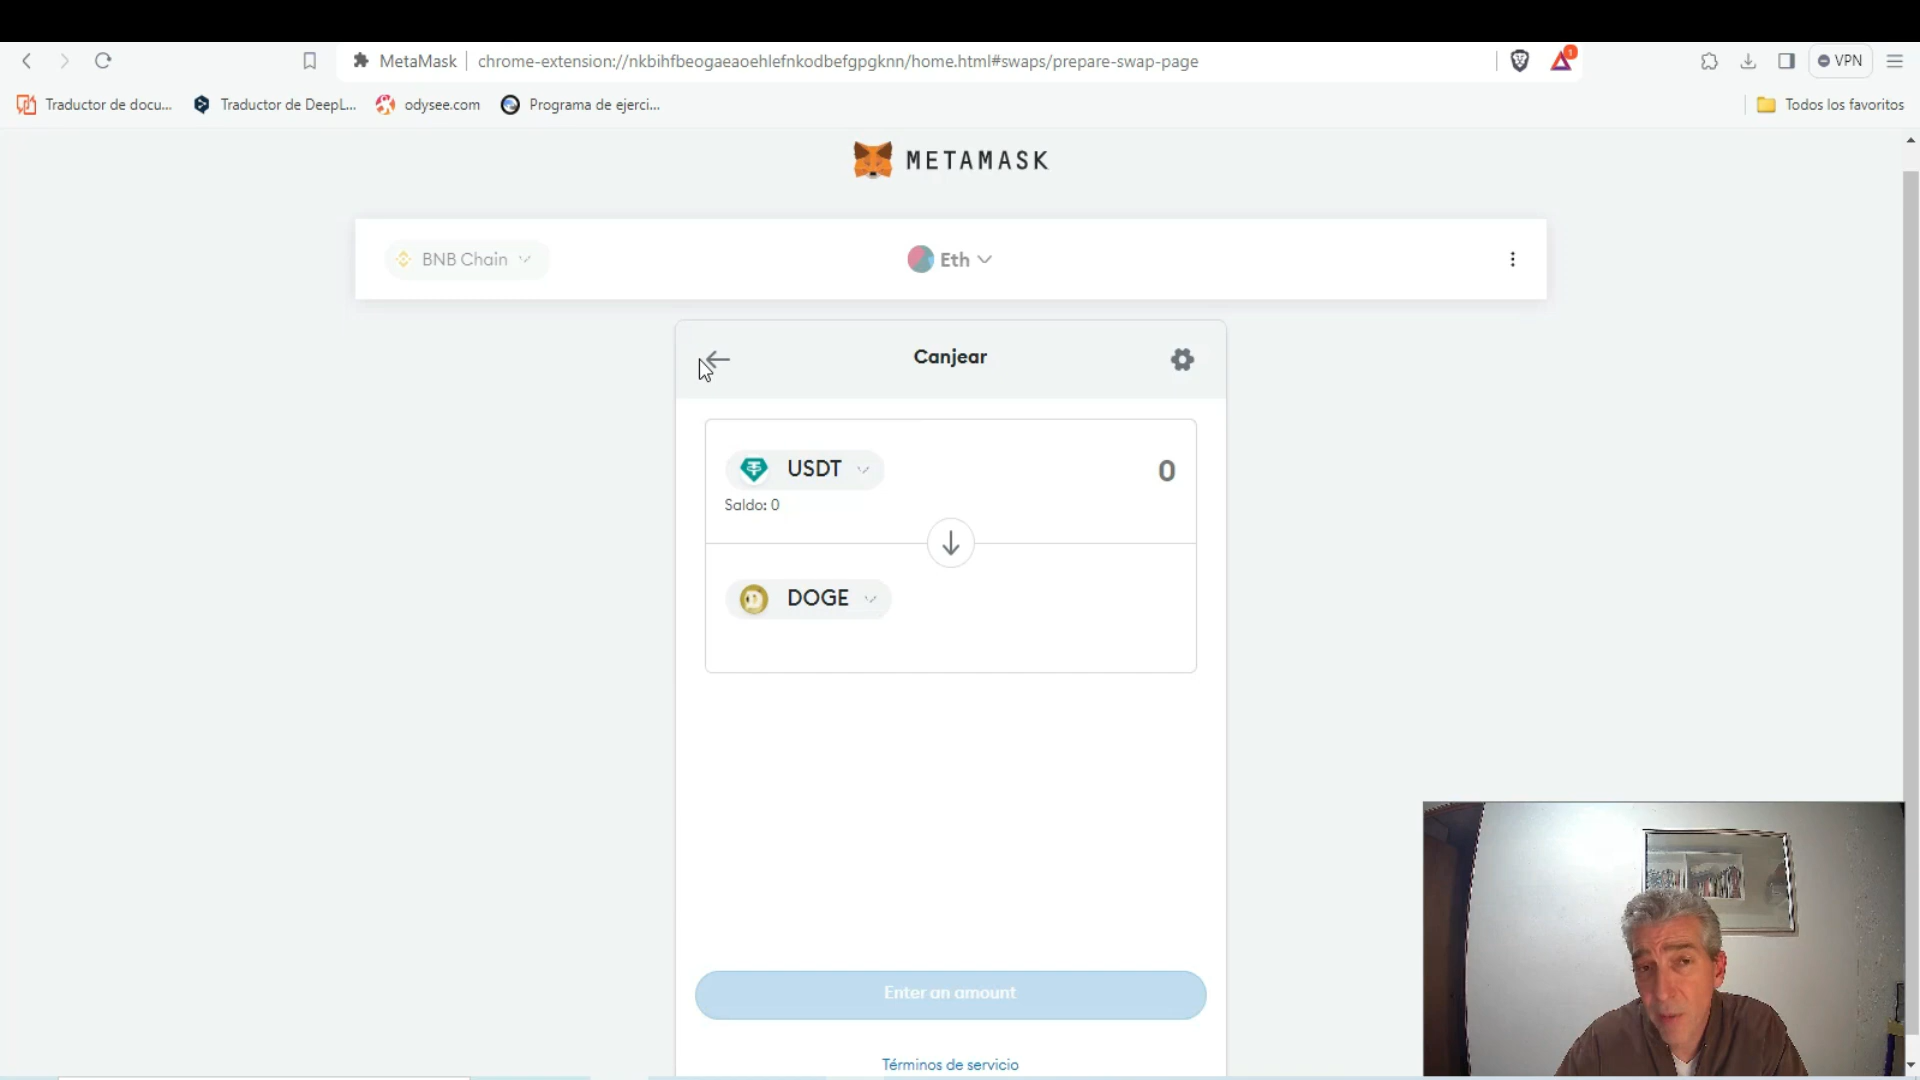 MetaMask
chrome-extension://nkbihfbeogaeaoehlefnkodbefgpgknn/home.html#swaps/prepare-swap-page
1
VPN
Traductor de docu...
Traductor de DeepL...
odysee.com
Programa de ejerci...
Todos los favoritos
METAMASK
BNB Chain
Eth
Canjear
USDT
0
Saldo: 0
DOGE
Enter an amount
Términos de servicio